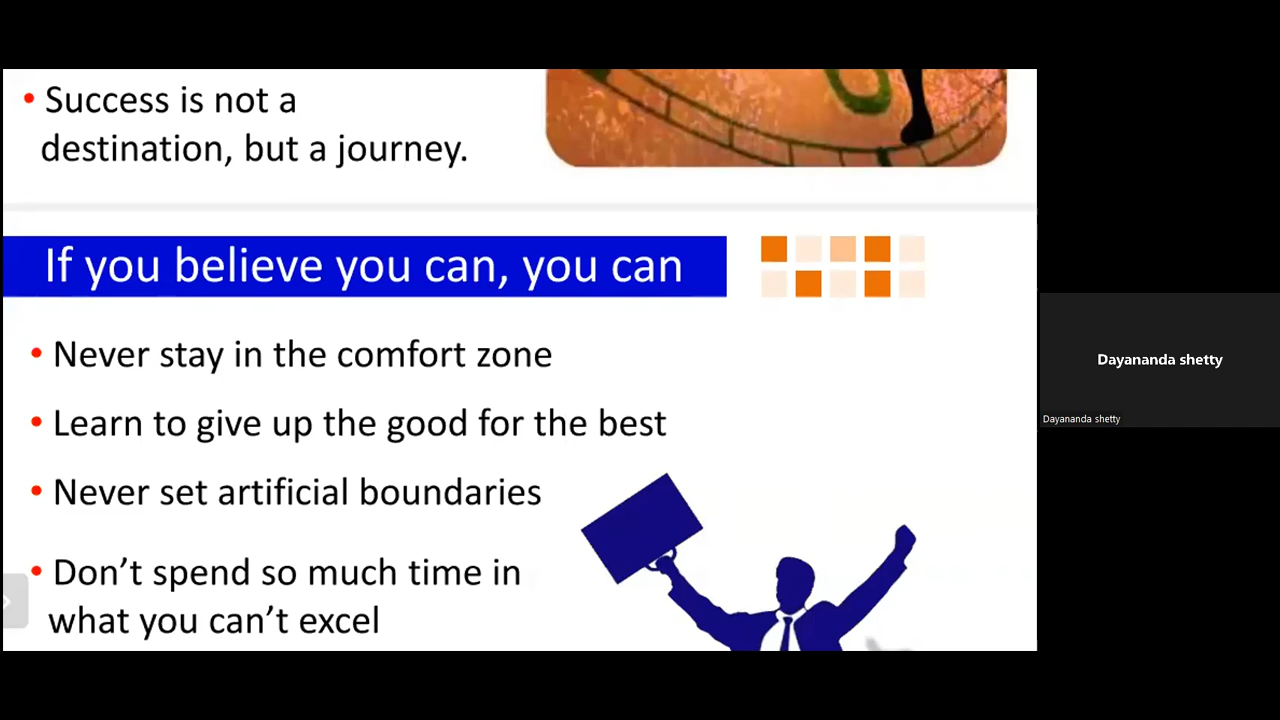 • Success is not a
destination, but a journey.
If you believe you can, you can
• Never stay in the comfort zone
• Learn to give up the good for the best
• Never set artificial boundaries
• Don’t spend so much time in
what you can’t excel
Dayananda shetty
Dayananda shetty